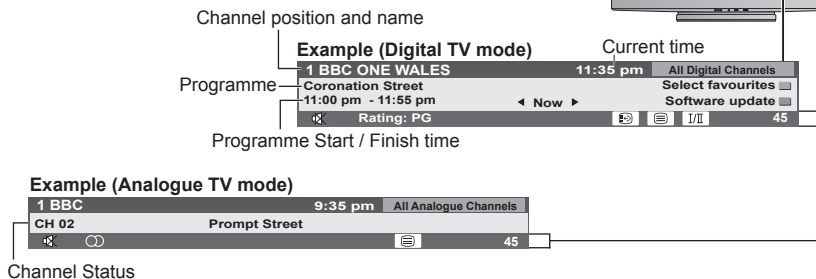 Channel position and name
Example (Digital TV mode)
Current time
1 BBC ONE WALES 11:35 pm All Digital Channels
Programme
Coronation Street Select favourites
11:00 pm - 11:55 pm ◄ Now ► Software update
Rating: PG I/II 45
Programme Start / Finish time
Example (Analogue TV mode)
1 BBC 9:35 pm All Analogue Channels
CH 02 Prompt Street
45
Channel Status